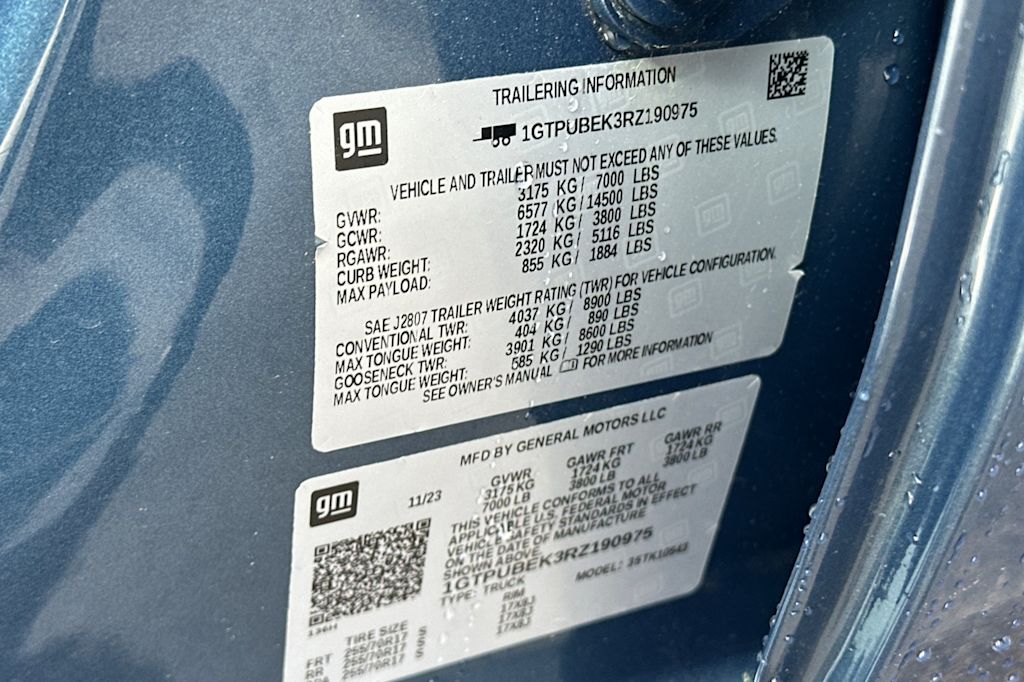 TRAILERING INFORMATION
gm
1GTPUBEK3RZ190975
VEHICLE AND TRAILER MUST NOT EXCEED ANY OF THESE VALUES.
GVWR: 3175 KG / 7000 LBS
GCWR: 6577 KG / 14500 LBS
RGAWR: 1724 KG / 3800 LBS
CURB WEIGHT: 2320 KG / 5116 LBS
MAX PAYLOAD: 855 KG / 1884 LBS
SAE J2807 TRAILER WEIGHT RATING (TWR) FOR VEHICLE CONFIGURATION.
CONVENTIONAL TWR: 4037 KG / 8900 LBS
MAX TONGUE WEIGHT: 404 KG / 890 LBS
GOOSENECK TWR: 3901 KG / 8600 LBS
MAX TONGUE WEIGHT: 585 KG / 1290 LBS
SEE OWNER'S MANUAL FOR MORE INFORMATION
MFD BY GENERAL MOTORS LLC
gm
11/23
GVWR GAWR FRT GAWR RR
3175 KG 1724 KG 1724 KG
7000 LB 3800 LB 3800 LB
THIS VEHICLE CONFORMS TO ALL
APPLICABLE U.S. FEDERAL MOTOR
VEHICLE SAFETY STANDARDS IN EFFECT
ON THE DATE OF MANUFACTURE
SHOWN ABOVE.
1GTPUBEK3RZ190975
TYPE: TRUCK MODEL:
TIRE SIZE RIM
FRT 255/70R17 S 17X8J
RR 255/70R17 S 17X8J
17X8J